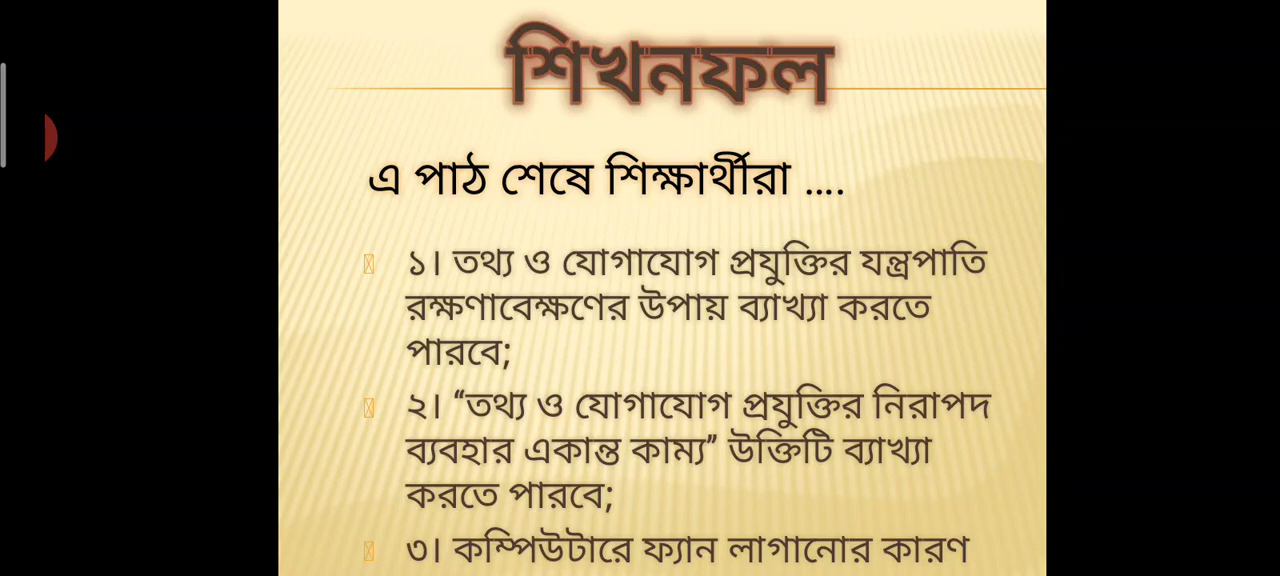 শিখনফল
এ পাঠ শেষে শিক্ষার্থীরা ....
১। তথ্য ও যোগাযোগ প্রযুক্তির যন্ত্রপাতি
রক্ষণাবেক্ষণের উপায় ব্যাখ্যা করতে
পারবে;
২। “তথ্য ও যোগাযোগ প্রযুক্তির নিরাপদ
ব্যবহার একান্ত কাম্য” উক্তিটি ব্যাখ্যা
করতে পারবে;
৩। কম্পিউটারে ফ্যান লাগানোর কারণ